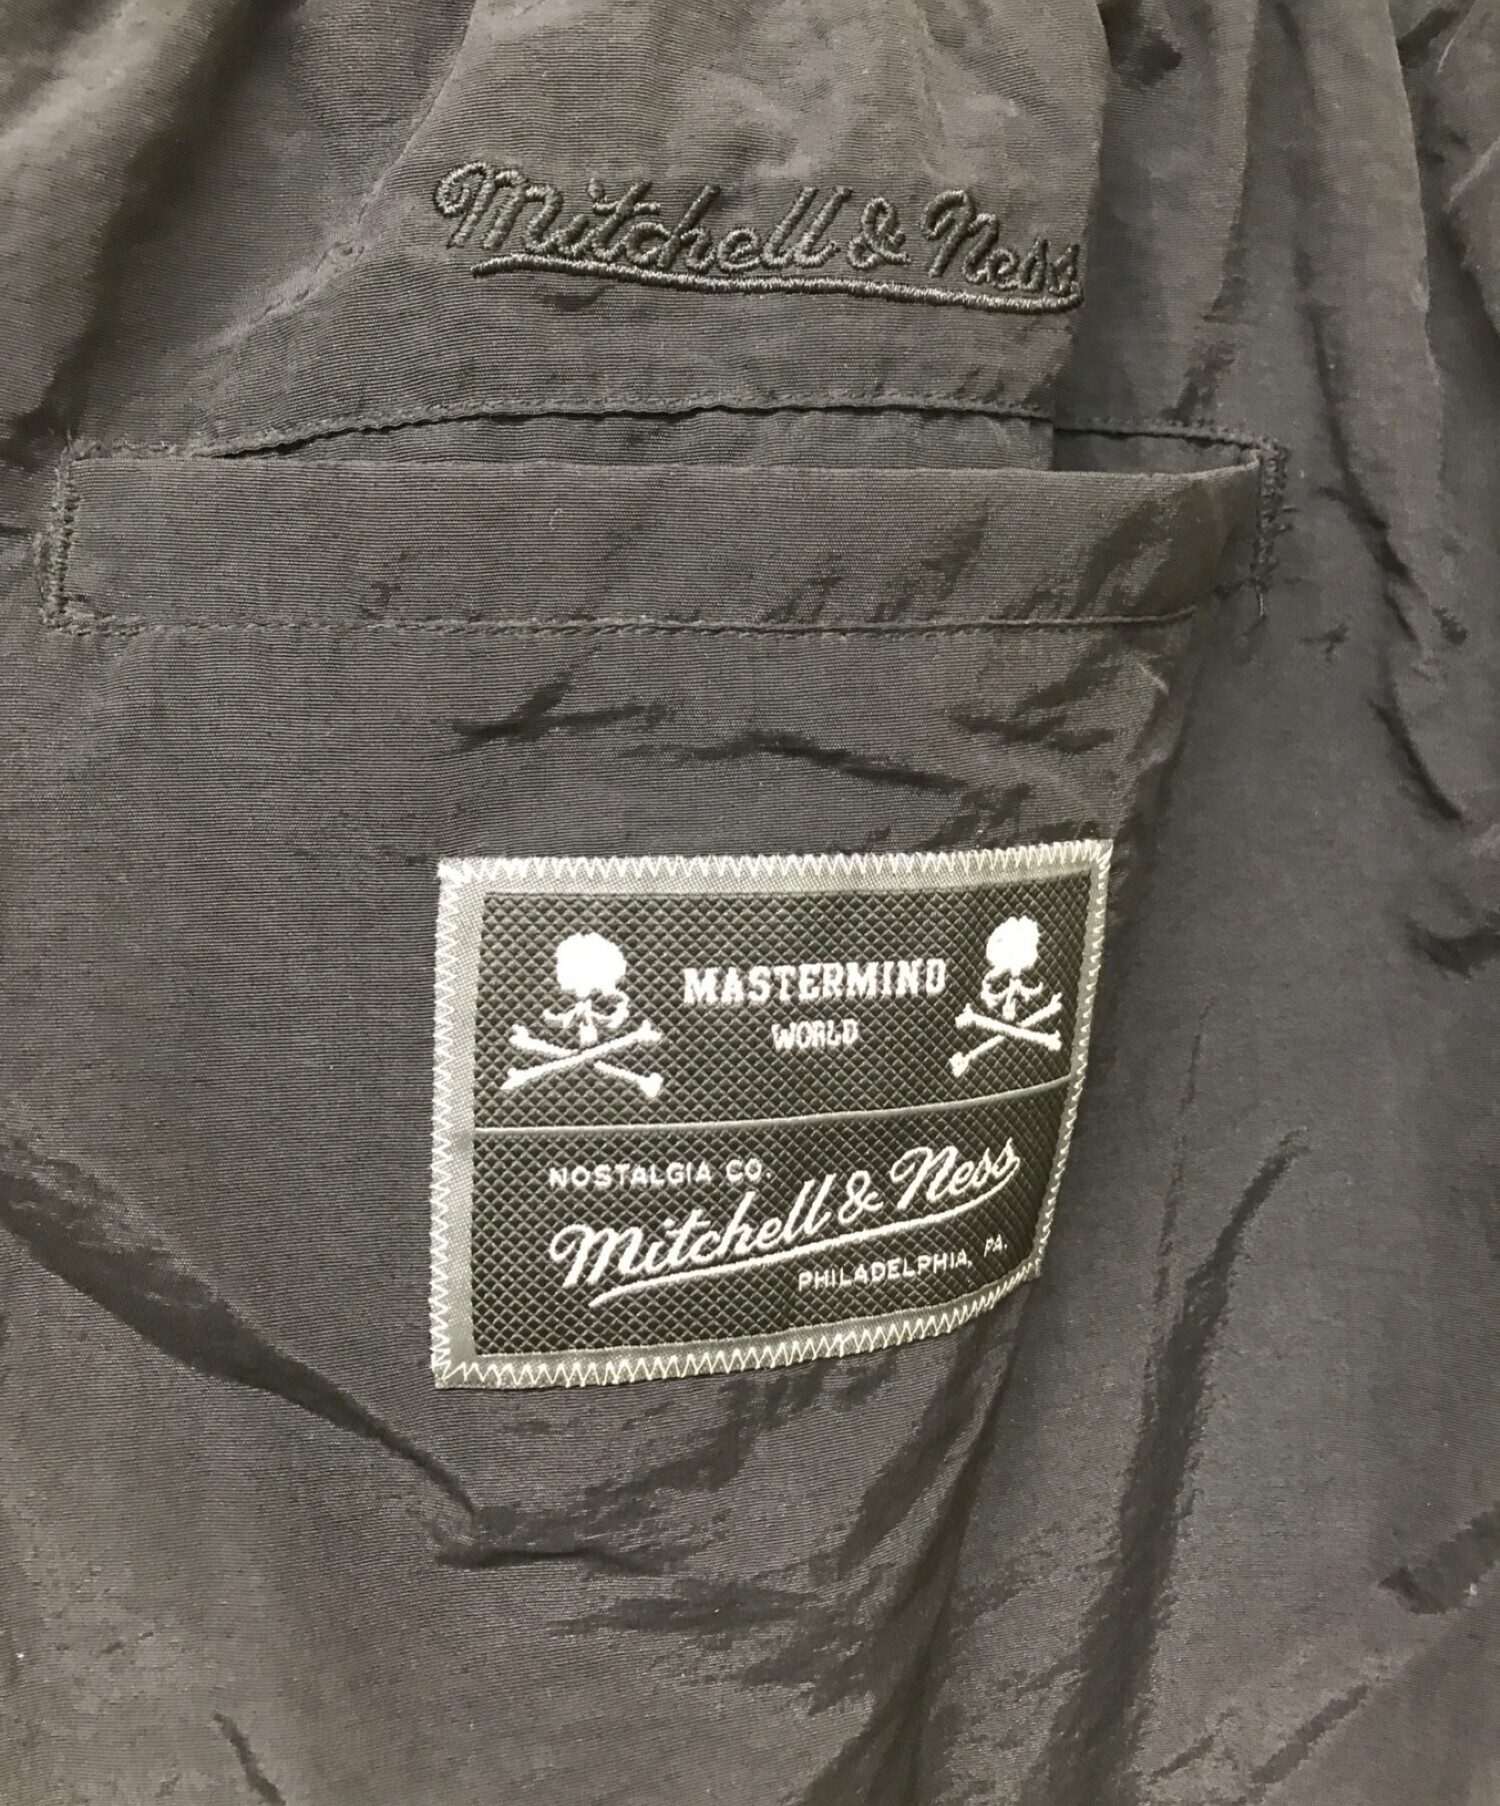 Mitchell & Ness
MASTERMIND
WORLD
NOSTALGIA CO.
Mitchell & Ness
PHILADELPHIA, PA.